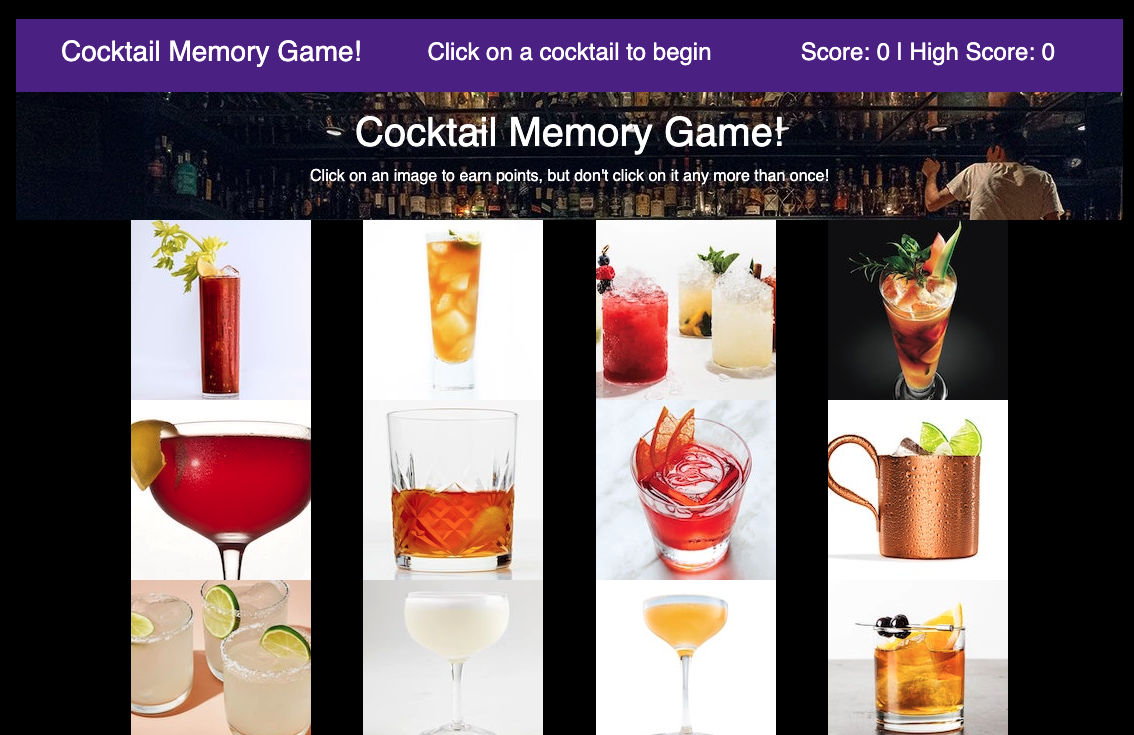 Cocktail Memory Game!
Click on a cocktail to begin
Score: 0 | High Score: 0
Cocktail Memory Game!
Click on an image to earn points, but don't click on it any more than once!